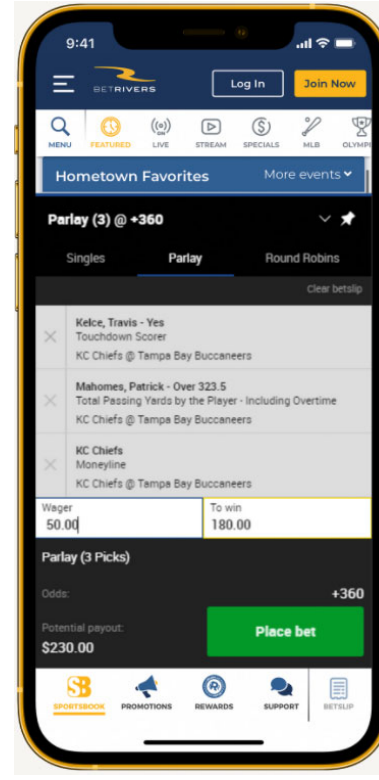 9:41
BETRIVERS
Log In
Join Now
MENU
FEATURED
LIVE
STREAM
SPECIALS
MLB
OLYMP
Hometown Favorites
More events
Parlay (3) @ +360
Singles
Parlay
Round Robins
Clear betslip
Kelce, Travis - Yes
Touchdown Scorer
KC Chiefs @ Tampa Bay Buccaneers
Mahomes, Patrick - Over 323.5
Total Passing Yards by the Player - Including Overtime
KC Chiefs @ Tampa Bay Buccaneers
KC Chiefs
Moneyline
KC Chiefs @ Tampa Bay Buccaneers
Wager
To win
50.00
180.00
Parlay (3 Picks)
Odds:
+360
Potential payout:
$230.00
Place bet
SB
R
SPORTSBOOK
PROMOTIONS
REWARDS
SUPPORT
BETSLIP